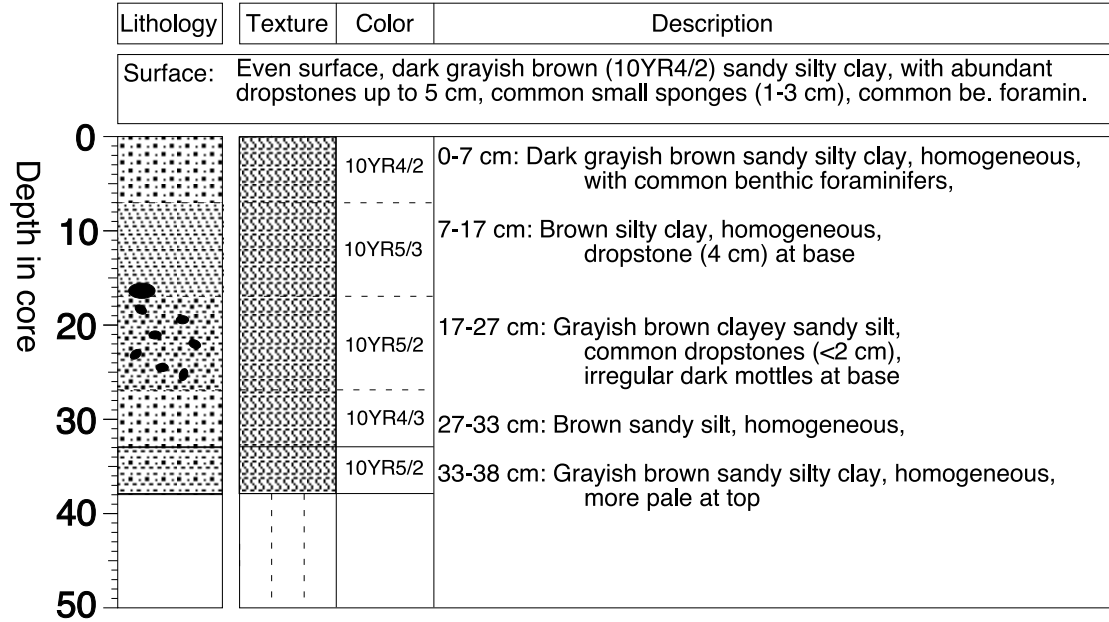 Lithology Texture Color Description
Surface: Even surface, dark grayish brown (10YR4/2) sandy silty clay, with abundant
dropstones up to 5 cm, common small sponges (1-3 cm), common be. foramin.
Depth in core
0
10
20
30
40
50
10YR4/2
10YR5/3
10YR5/2
10YR4/3
10YR5/2
0-7 cm: Dark grayish brown sandy silty clay, homogeneous,
with common benthic foraminifers,
7-17 cm: Brown silty clay, homogeneous,
dropstone (4 cm) at base
17-27 cm: Grayish brown clayey sandy silt,
common dropstones (<2 cm),
irregular dark mottles at base
27-33 cm: Brown sandy silt, homogeneous,
33-38 cm: Grayish brown sandy silty clay, homogeneous,
more pale at top